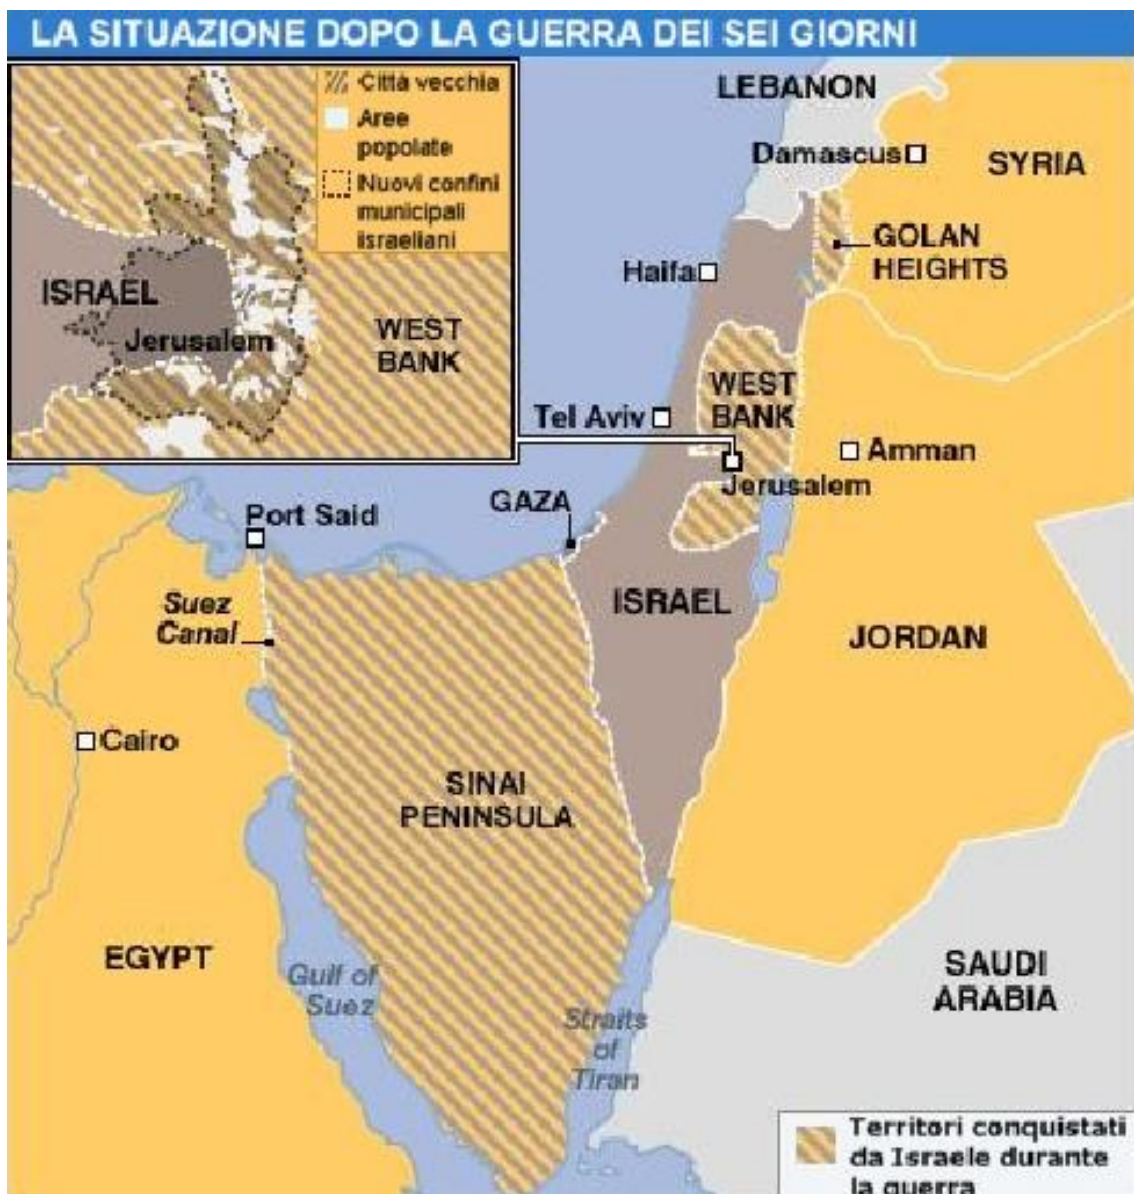 LA SITUAZIONE DOPO LA GUERRA DEI SEI GIORNI
Città vecchia
Aree
popolate
Nuovi confini
municipali
israeliani
ISRAEL
Jerusalem
WEST
BANK
LEBANON
Damascus
SYRIA
GOLAN
HEIGHTS
Haifa
WEST
BANK
Tel Aviv
Amman
Jerusalem
GAZA
Port Said
Suez
Canal
ISRAEL
JORDAN
Cairo
SINAI
PENINSULA
EGYPT
Gulf of
Suez
Straits
of
Tiran
SAUDI
ARABIA
Territori conquistati
da Israele durante
la guerra